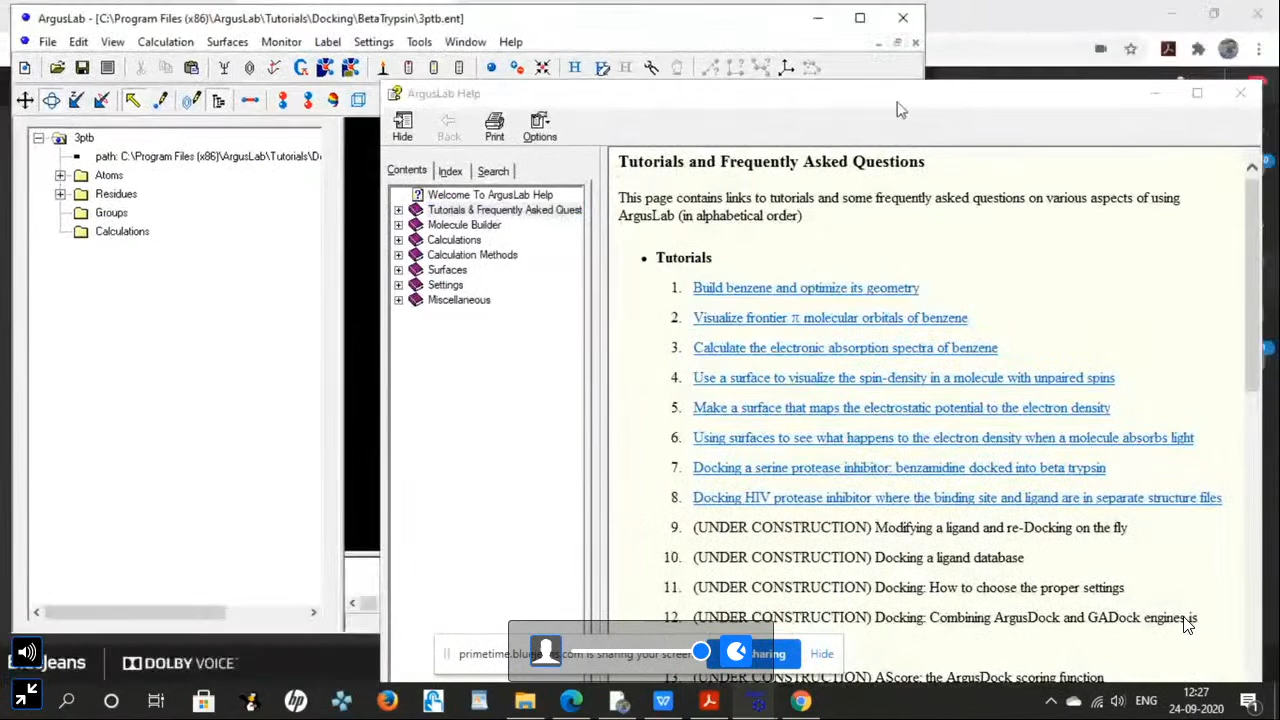 ArgusLab - [C:\Program Files (x86)\ArgusLab\Tutorials\Docking\BetaTrypsin\3ptb.ent]
File Edit View Calculation Surfaces Monitor Label Settings Tools Window Help
ArgusLab Help
Hide Back Print Options
3ptb
path: C:\Program Files (x86)\ArgusLab\Tutorials\D
Atoms
Residues
Groups
Calculations
Contents Index Search
Welcome To ArgusLab Help
Tutorials & Frequently Asked Quest
Molecule Builder
Calculations
Calculation Methods
Surfaces
Settings
Miscellaneous
Tutorials and Frequently Asked Questions
This page contains links to tutorials and some frequently asked questions on various aspects of using
ArgusLab (in alphabetical order)
• Tutorials
1. Build benzene and optimize its geometry
2. Visualize frontier π molecular orbitals of benzene
3. Calculate the electronic absorption spectra of benzene
4. Use a surface to visualize the spin-density in a molecule with unpaired spins
5. Make a surface that maps the electrostatic potential to the electron density
6. Using surfaces to see what happens to the electron density when a molecule absorbs light
7. Docking a serine protease inhibitor: benzamidine docked into beta trypsin
8. Docking HIV protease inhibitor where the binding site and ligand are in separate structure files
9. (UNDER CONSTRUCTION) Modifying a ligand and re-Docking on the fly
10. (UNDER CONSTRUCTION) Docking a ligand database
11. (UNDER CONSTRUCTION) Docking: How to choose the proper settings
12. (UNDER CONSTRUCTION) Docking: Combining ArgusDock and GADock engines is
13. (UNDER CONSTRUCTION) AScore: the ArgusDock scoring function
is sharing your screen
Hide
DOLBY VOICE
ENG
12:27
24-09-2020